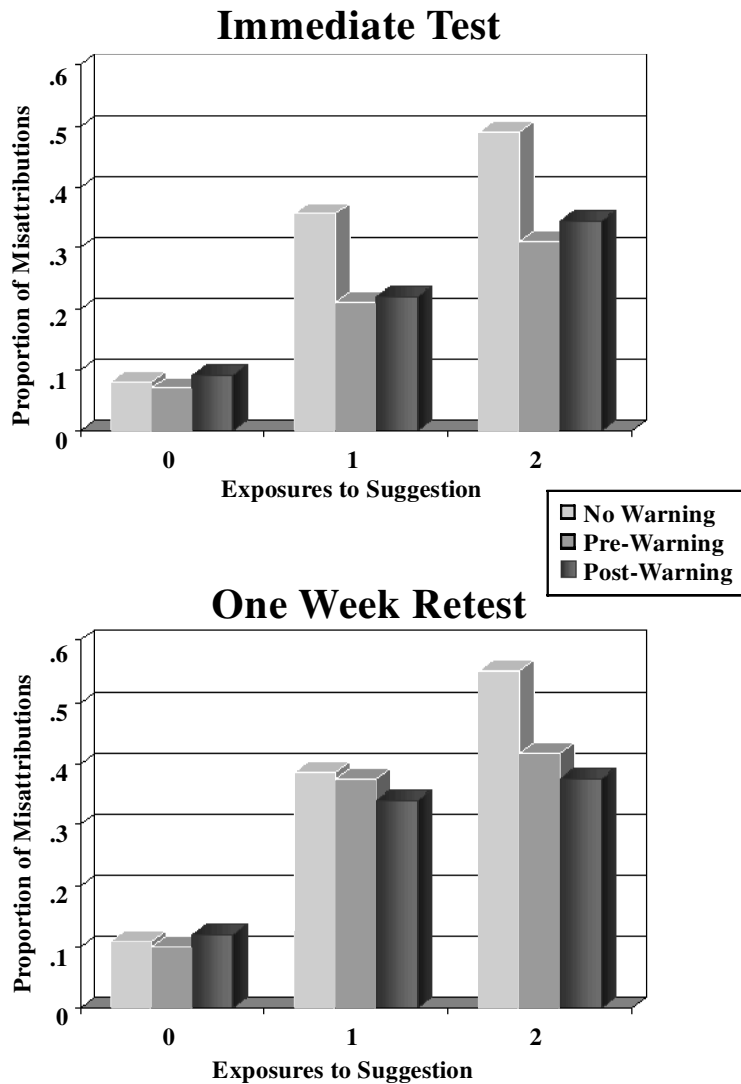 Immediate Test
Proportion of Misattributions
.6
.5
.4
.3
.2
.1
0
0 1 2
Exposures to Suggestion
No Warning
Pre-Warning
Post-Warning
One Week Retest
Proportion of Misattributions
.6
.5
.4
.3
.2
.1
0
0 1 2
Exposures to Suggestion